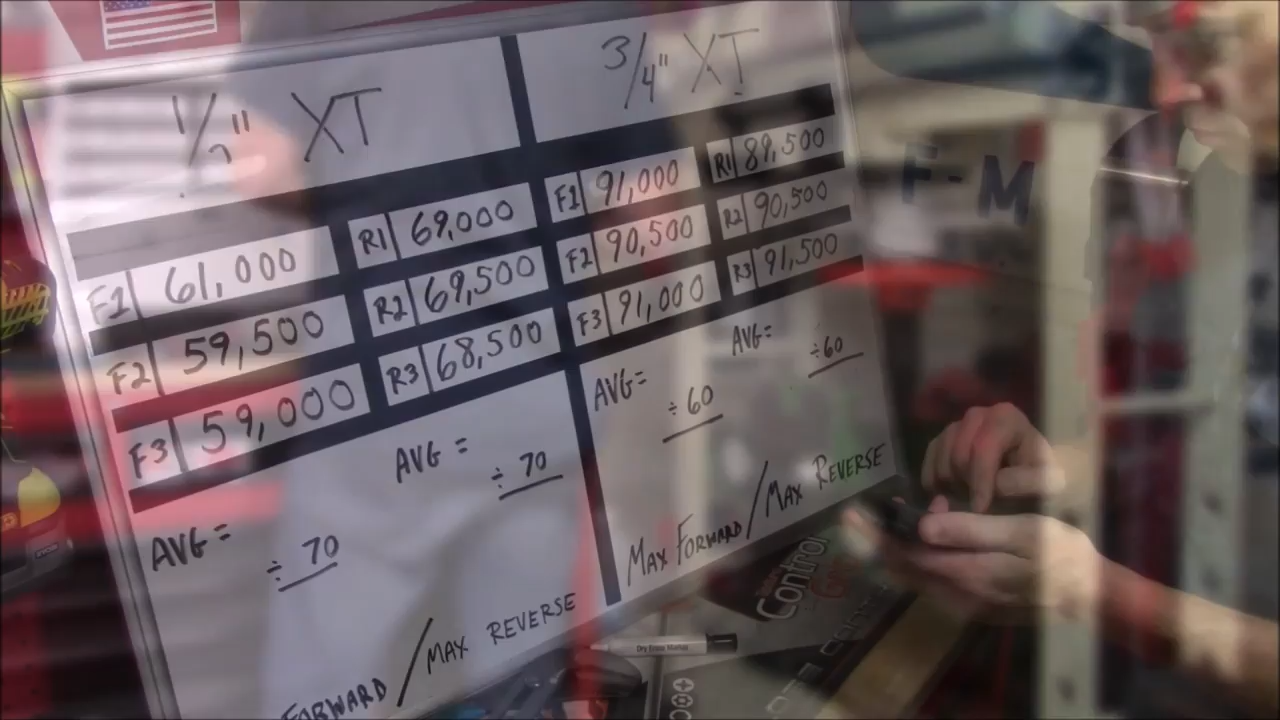 1/2" XT
F1 61,000
F2 59,500
F3 59,000
R1 69,000
R2 69,500
R3 68,500
AVG =
÷ 70
AVG =
÷ 70
FORWARD / MAX REVERSE
3/4" XT
F1 91,000
F2 90,500
F3 91,000
R1 89,500
R2 90,500
R3 91,500
AVG=
÷ 60
AVG=
÷60
MAX FORWARD / MAX REVERSE
F-M
Control
Dry Erase Marker